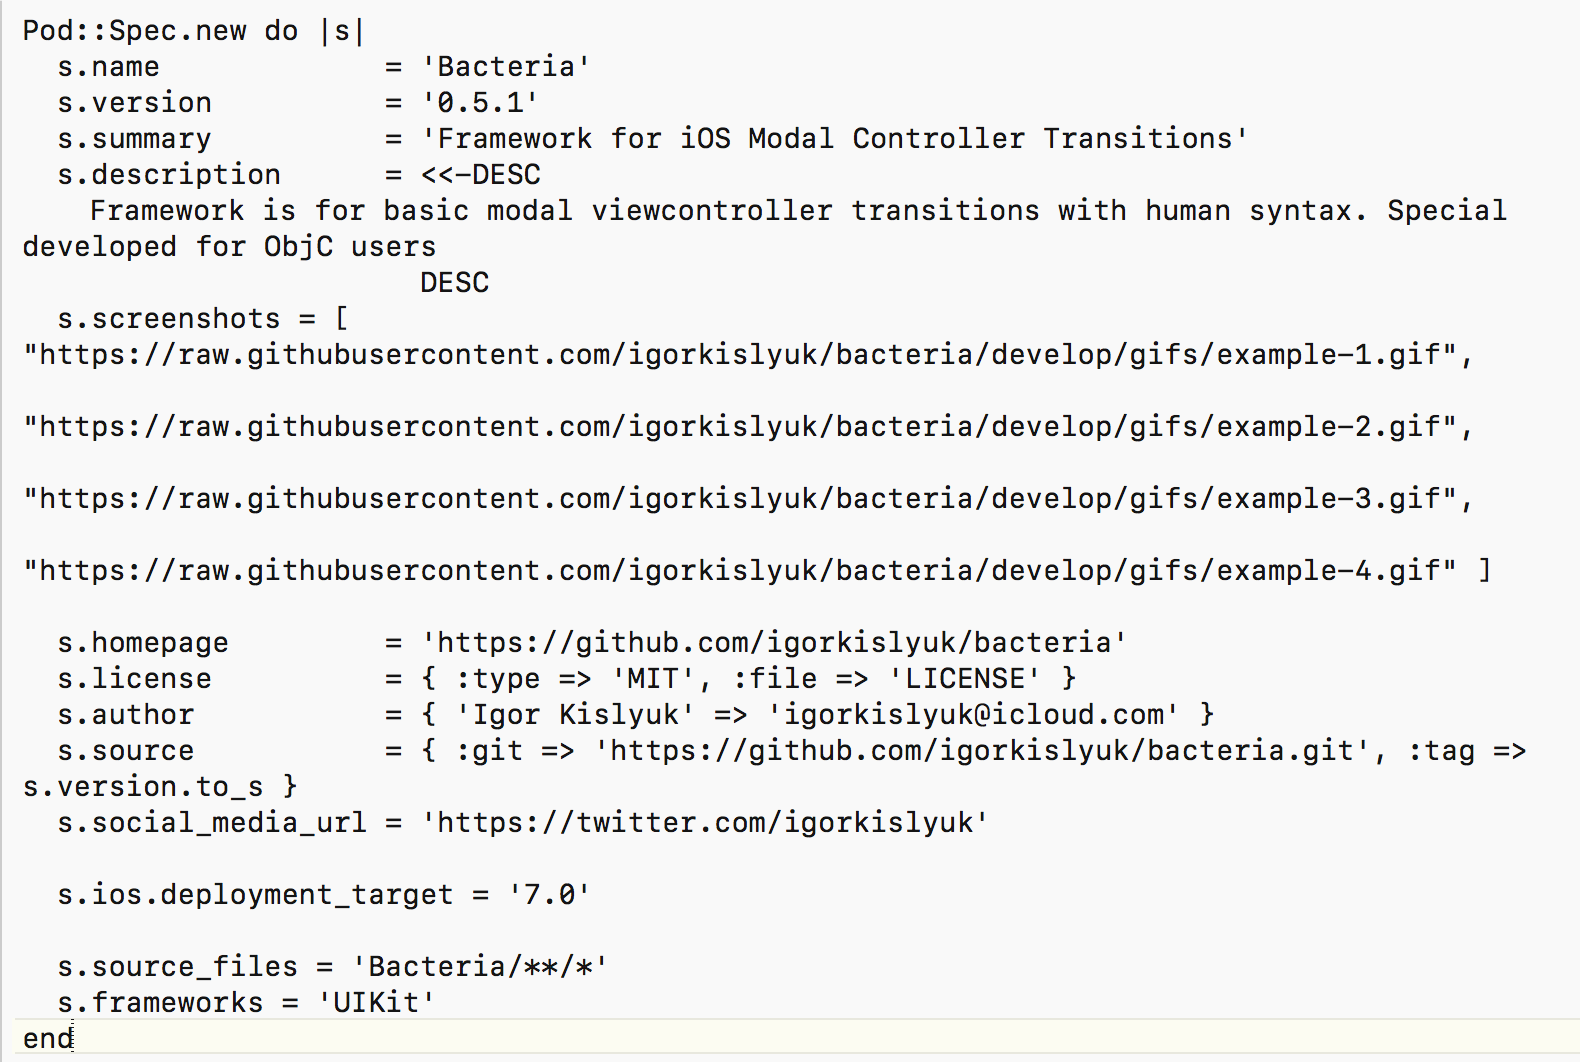 Pod::Spec.new do |s|
  s.name             = 'Bacteria'
  s.version          = '0.5.1'
  s.summary          = 'Framework for iOS Modal Controller Transitions'
  s.description      = <<-DESC
    Framework is for basic modal viewcontroller transitions with human syntax. Special
developed for ObjC users
                       DESC
  s.screenshots = [
"https://raw.githubusercontent.com/igorkislyuk/bacteria/develop/gifs/example-1.gif",

"https://raw.githubusercontent.com/igorkislyuk/bacteria/develop/gifs/example-2.gif",

"https://raw.githubusercontent.com/igorkislyuk/bacteria/develop/gifs/example-3.gif",

"https://raw.githubusercontent.com/igorkislyuk/bacteria/develop/gifs/example-4.gif" ]

  s.homepage         = 'https://github.com/igorkislyuk/bacteria'
  s.license          = { :type => 'MIT', :file => 'LICENSE' }
  s.author           = { 'Igor Kislyuk' => 'igorkislyuk@icloud.com' }
  s.source           = { :git => 'https://github.com/igorkislyuk/bacteria.git', :tag =>
s.version.to_s }
  s.social_media_url = 'https://twitter.com/igorkislyuk'

  s.ios.deployment_target = '7.0'

  s.source_files = 'Bacteria/**/*'
  s.frameworks = 'UIKit'
end